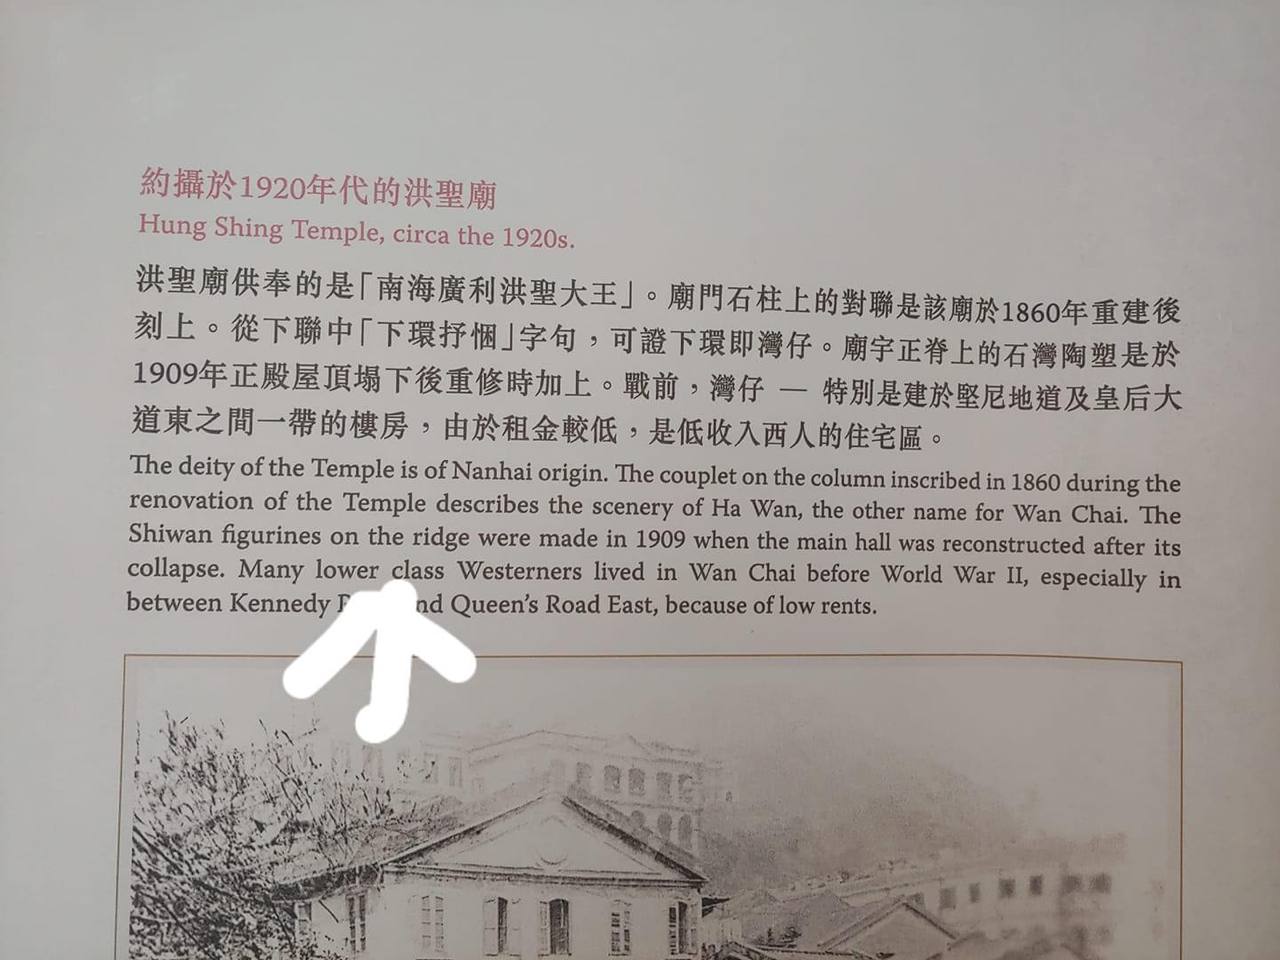 約攝於1920年代的洪聖廟
Hung Shing Temple, circa the 1920s.
洪聖廟供奉的是「南海廣利洪聖大王」。廟門石柱上的對聯是該廟於1860年重建後
刻上。從下聯中「下環抒悃」字句，可證下環即灣仔。廟宇正脊上的石灣陶塑是於
1909年正殿屋頂塌下後重修時加上。戰前，灣仔 — 特別是建於堅尼地道及皇后大
道東之間一帶的樓房，由於租金較低，是低收入西人的住宅區。
The deity of the Temple is of Nanhai origin. The couplet on the column inscribed in 1860 during the
renovation of the Temple describes the scenery of Ha Wan, the other name for Wan Chai. The
Shiwan figurines on the ridge were made in 1909 when the main hall was reconstructed after its
collapse. Many lower class Westerners lived in Wan Chai before World War II, especially in
between Kennedy Queen's Road East, because of low rents.